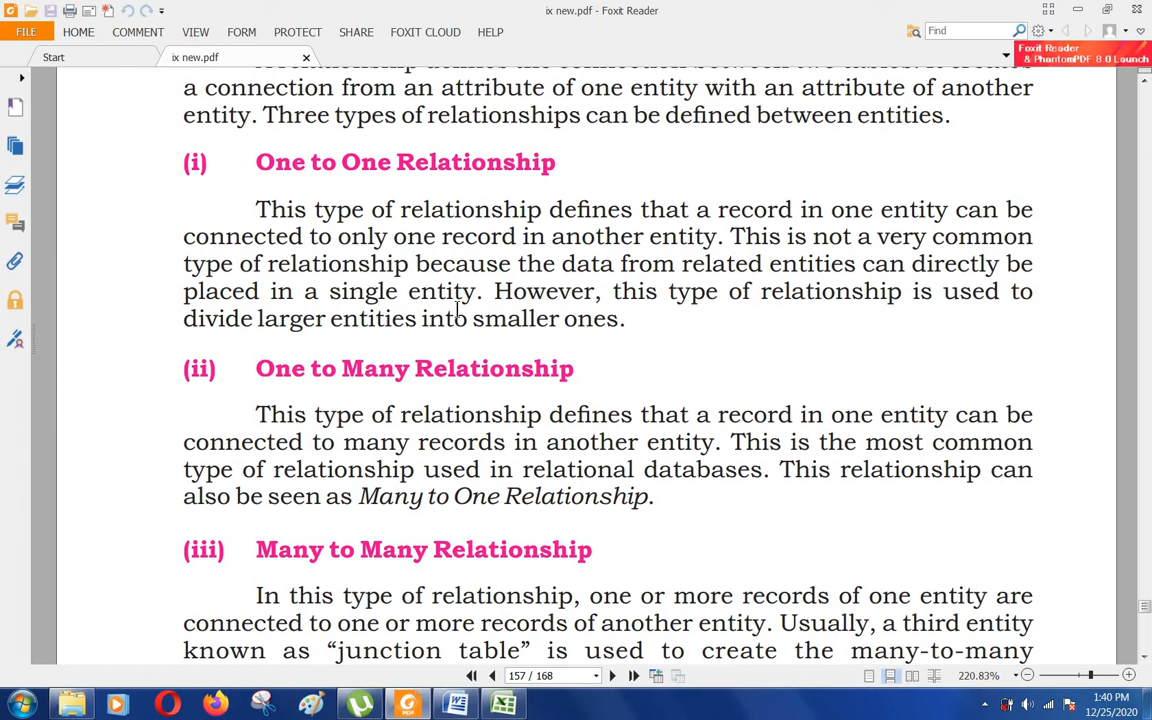 ix new.pdf - Foxit Reader
FILE HOME COMMENT VIEW FORM PROTECT SHARE FOXIT CLOUD HELP
Find
Start ix new.pdf
Foxit Reader
& PhantomPDF 8.0 Launch
a connection from an attribute of one entity with an attribute of another
entity. Three types of relationships can be defined between entities.
(i) One to One Relationship
This type of relationship defines that a record in one entity can be
connected to only one record in another entity. This is not a very common
type of relationship because the data from related entities can directly be
placed in a single entity. However, this type of relationship is used to
divide larger entities into smaller ones.
(ii) One to Many Relationship
This type of relationship defines that a record in one entity can be
connected to many records in another entity. This is the most common
type of relationship used in relational databases. This relationship can
also be seen as Many to One Relationship.
(iii) Many to Many Relationship
In this type of relationship, one or more records of one entity are
connected to one or more records of another entity. Usually, a third entity
known as “junction table” is used to create the many-to-many
157 / 168
220.83%
1:40 PM
12/25/2020